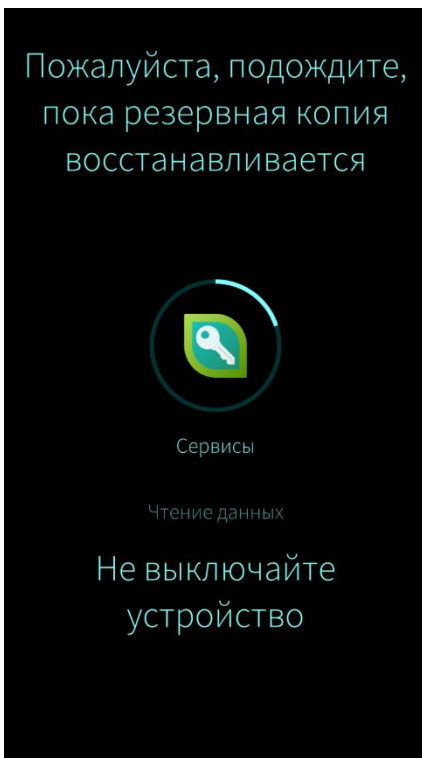 Пожалуйста, подождите,
пока резервная копия
восстанавливается
Сервисы
Чтение данных
Не выключайте
устройство